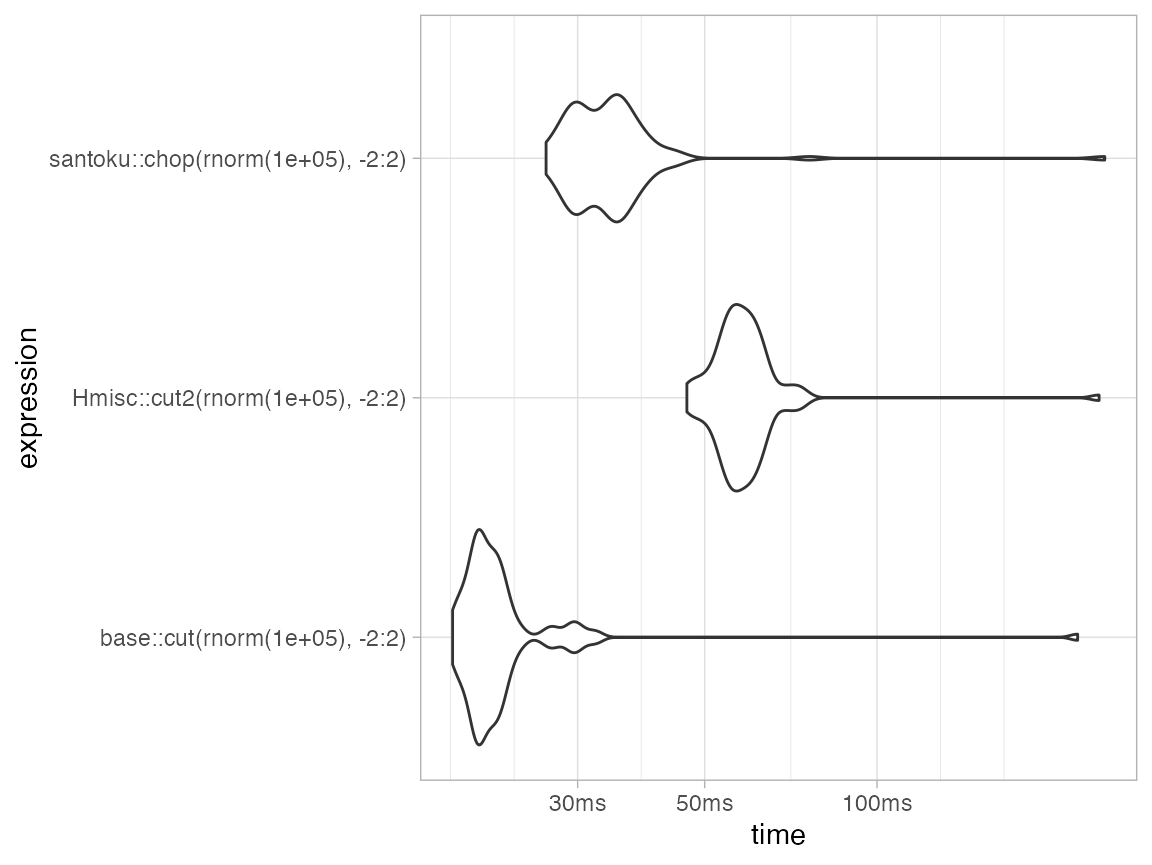 santoku::chop(rnorm(1e+05), -2:2)
Hmisc::cut2(rnorm(1e+05), -2:2)
base::cut(rnorm(1e+05), -2:2)
expression
30ms 50ms 100ms
time